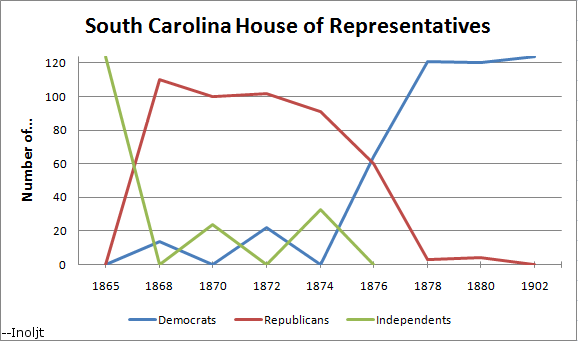 South Carolina House of Representatives
Number of...
120
100
80
60
40
20
0
1865 1868 1870 1872 1874 1876 1878 1880 1902
Democrats Republicans Independents
--Inoljt